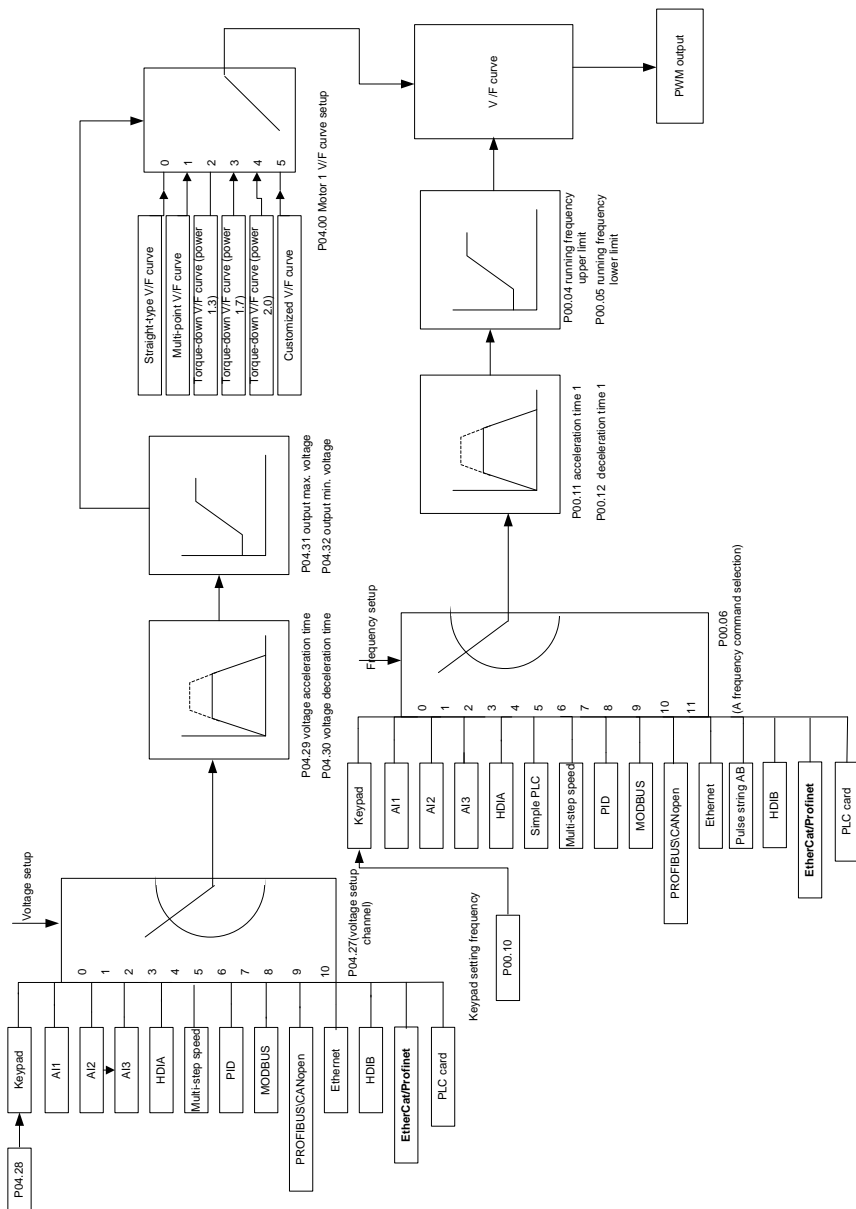 Voltage setup
P04.28
Keypad
AI1
AI2
AI3
HDIA
Multi-step speed
PID
MODBUS
PROFIBUS\CANopen
Ethernet
HDIB
EtherCat/Profinet
PLC card
0
1
2
3
4
5
6
7
8
9
10
P04.27(voltage setup
channel)
P04.29 voltage acceleration time
P04.30 voltage deceleration time
P04.31 output max. voltage
P04.32 output min. voltage
Straight-type V/F curve
Multi-point V/F curve
Torque-down V/F curve (power
1.3)
Torque-down V/F curve (power
1.7)
Torque-down V/F curve (power
2.0)
Customized V/F curve
0
1
2
3
4
5
P04.00 Motor 1 V/F curve setup
Keypad setting frequency
P00.10
Frequency setup
Keypad
AI1
AI2
AI3
HDIA
Simple PLC
Multi-step speed
PID
MODBUS
PROFIBUS\CANopen
Ethernet
Pulse string AB
HDIB
EtherCat/Profinet
PLC card
0
1
2
3
4
5
6
7
8
9
10
11
P00.06
(A frequency command selection)
P00.11 acceleration time 1
P00.12 deceleration time 1
P00.04 running frequency
upper limit
P00.05 running frequency
lower limit
V /F curve
PWM output